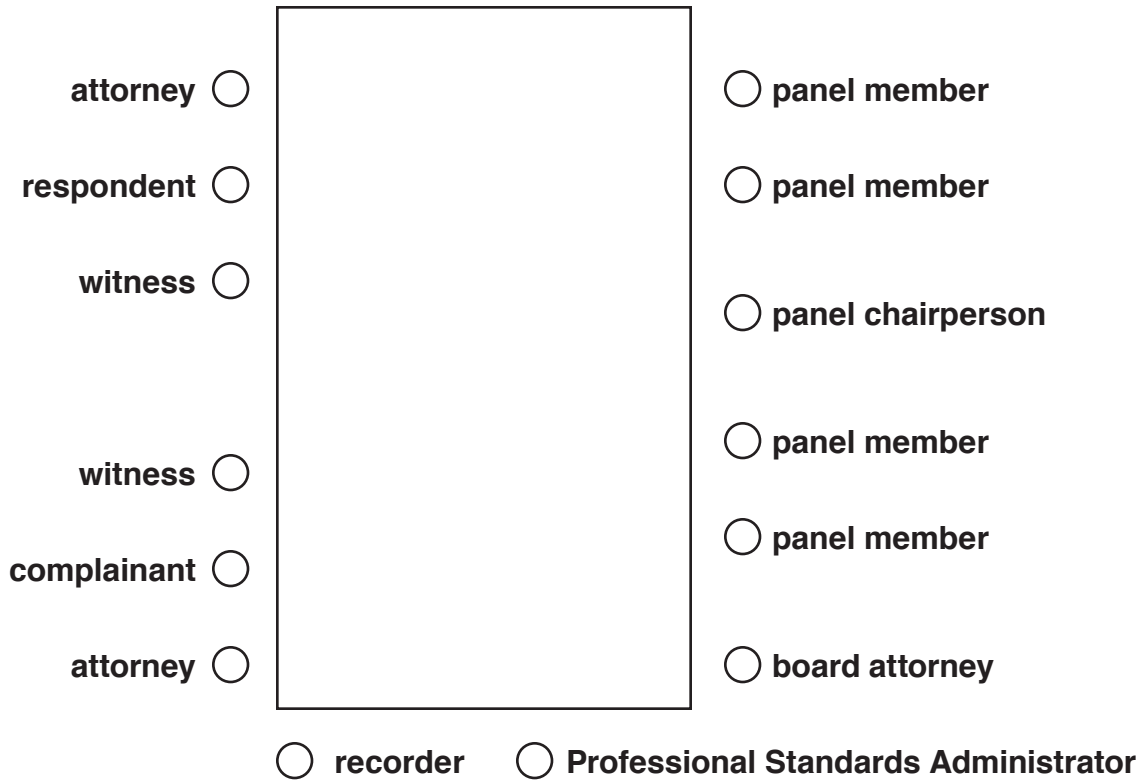 attorney
respondent
witness
witness
complainant
attorney
panel member
panel member
panel chairperson
panel member
panel member
board attorney
recorder
Professional Standards Administrator